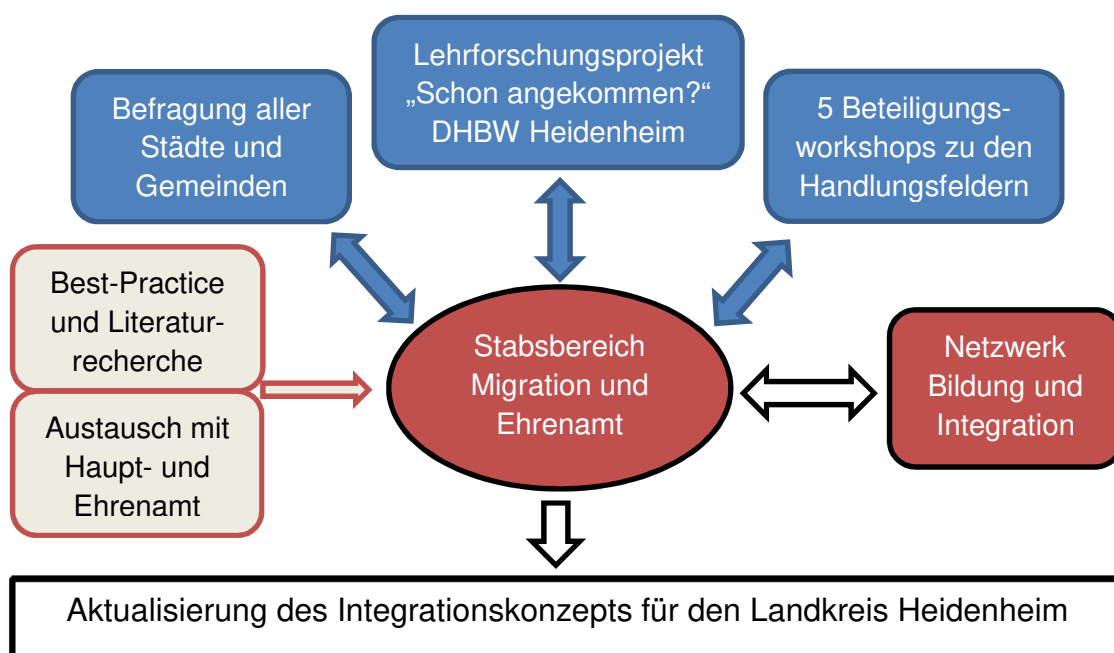 Befragung aller
Städte und
Gemeinden
Lehrforschungsprojekt
„Schon angekommen?“
DHBW Heidenheim
5 Beteiligungs-
workshops zu den
Handlungsfeldern
Best-Practice
und Literatur-
recherche
Austausch mit
Haupt- und
Ehrenamt
Stabsbereich
Migration und
Ehrenamt
Netzwerk
Bildung und
Integration
Aktualisierung des Integrationskonzepts für den Landkreis Heidenheim